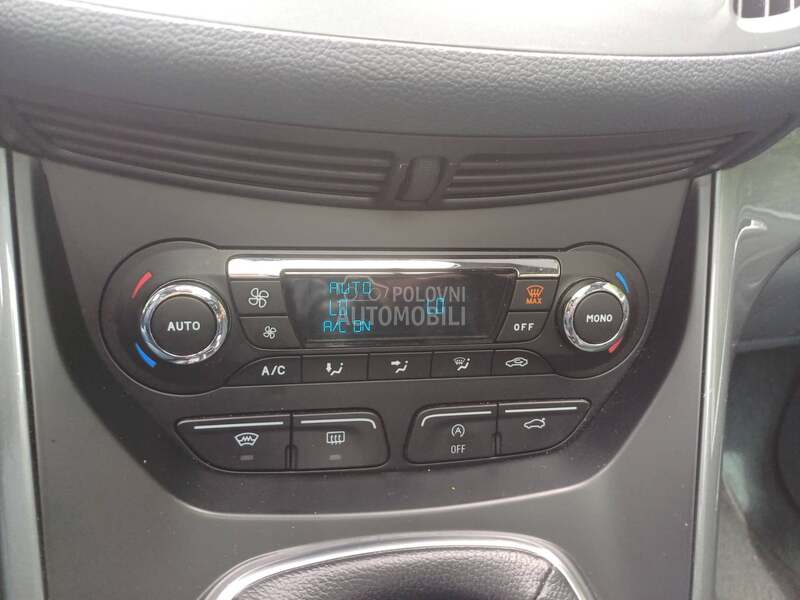 AUTO
LO LO
A/C ON
POLOVNI
AUTOMOBILI
AUTO
MAX
OFF
MONO
A/C
A
OFF